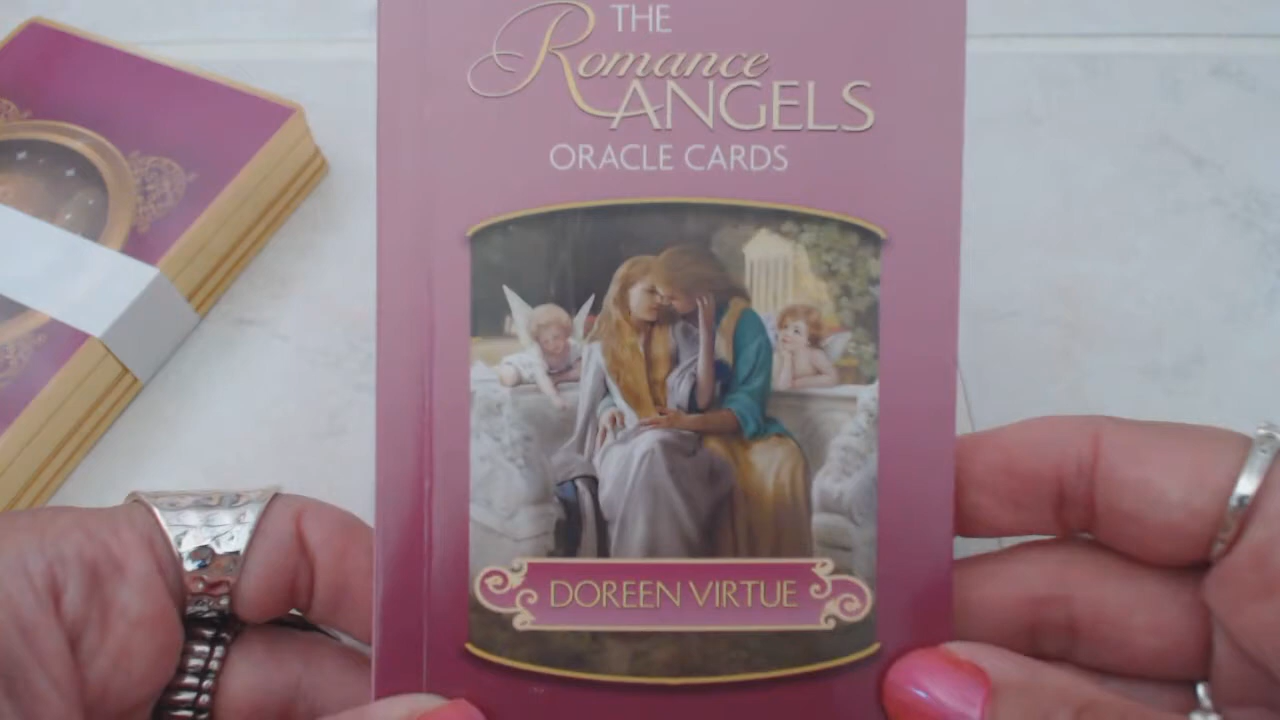 THE
Romance
ANGELS
ORACLE CARDS
DOREEN VIRTUE